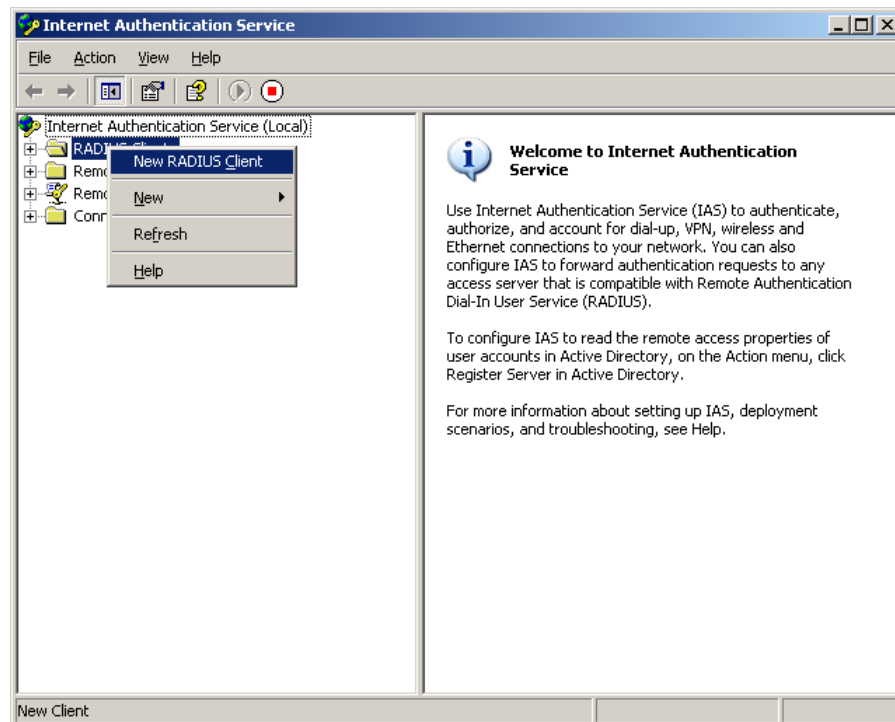 Internet Authentication Service
File Action View Help
Internet Authentication Service (Local)
RADIUS
New RADIUS Client
Remo
New
Remo
Conn
Refresh
Help
Welcome to Internet Authentication
Service
Use Internet Authentication Service (IAS) to authenticate,
authorize, and account for dial-up, VPN, wireless and
Ethernet connections to your network. You can also
configure IAS to forward authentication requests to any
access server that is compatible with Remote Authentication
Dial-In User Service (RADIUS).
To configure IAS to read the remote access properties of
user accounts in Active Directory, on the Action menu, click
Register Server in Active Directory.
For more information about setting up IAS, deployment
scenarios, and troubleshooting, see Help.
New Client